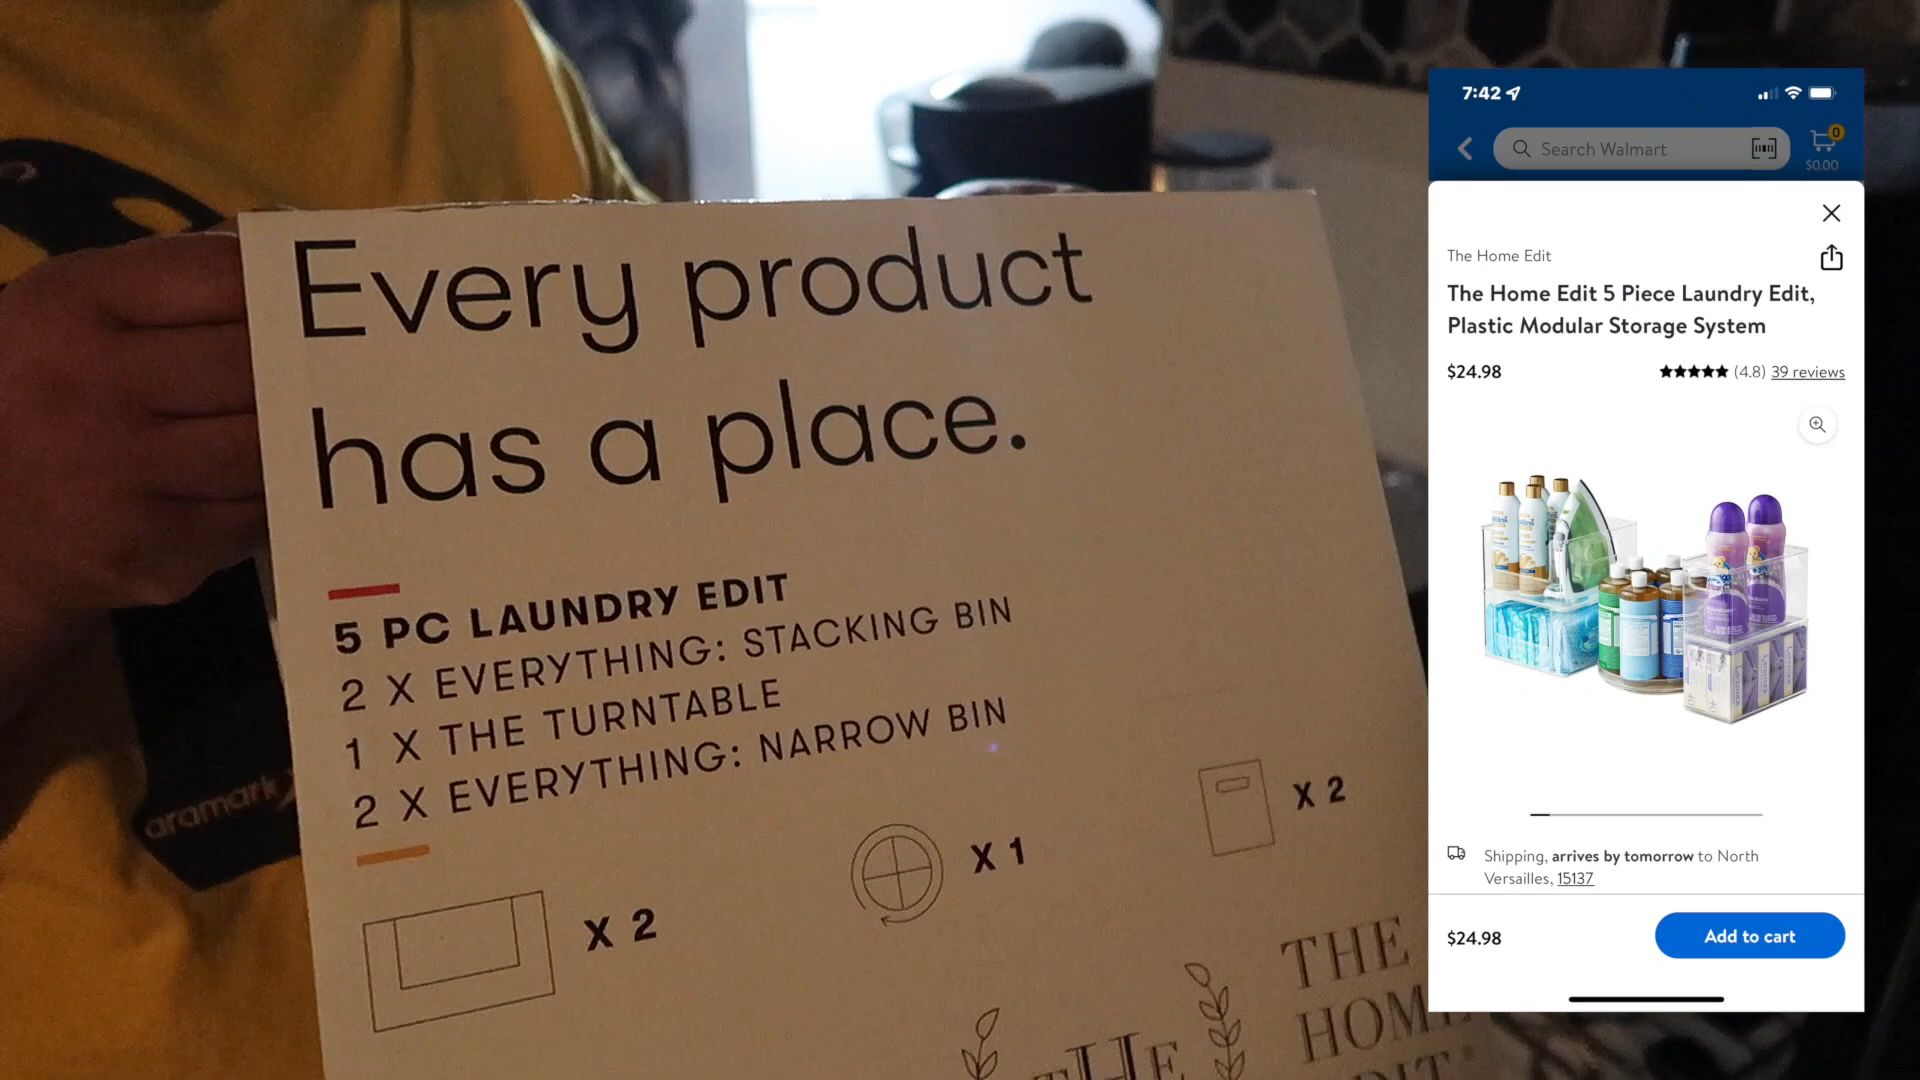 Every product
has a place.
5 PC LAUNDRY EDIT
2 X EVERYTHING: STACKING BIN
1 X THE TURNTABLE
2 X EVERYTHING: NARROW BIN
X 2
X 1
X 2
THE
THE
HOME
EDIT
aramark
7:42
Search Walmart
0
$0.00
The Home Edit
The Home Edit 5 Piece Laundry Edit,
Plastic Modular Storage System
$24.98
(4.8) 39 reviews
Shipping, arrives by tomorrow to North
Versailles, 15137
$24.98
Add to cart